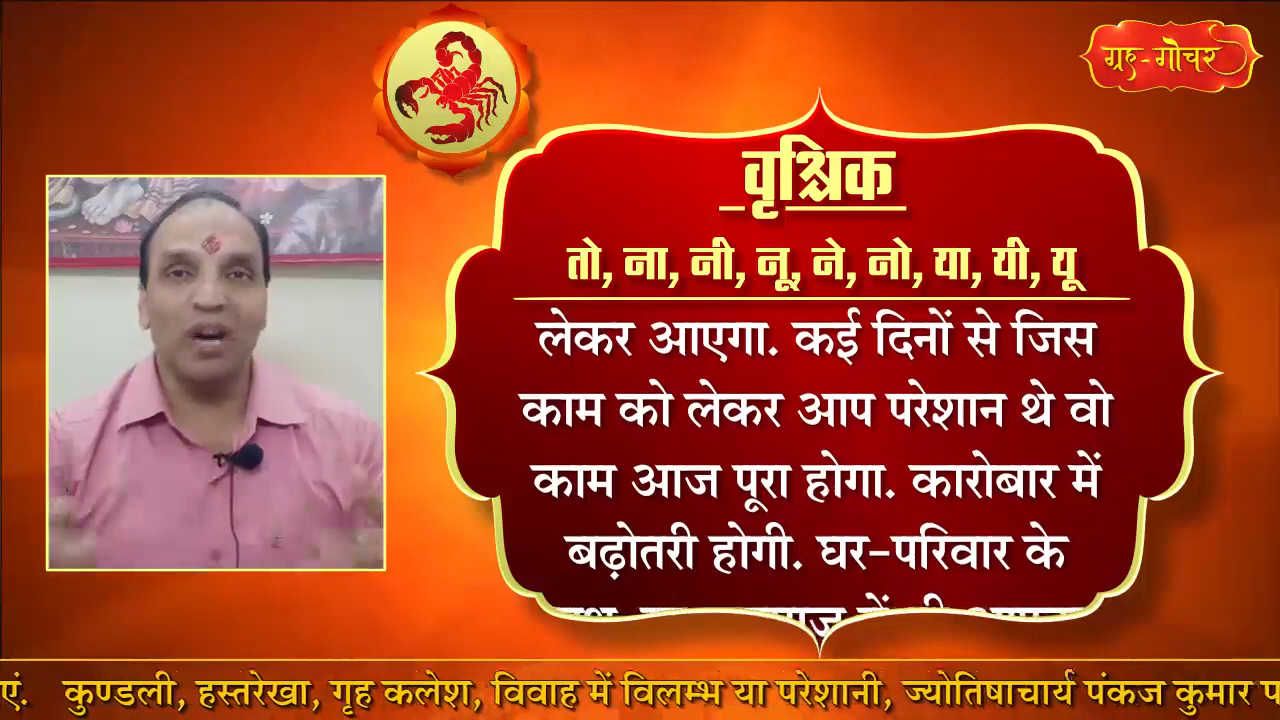 ग्रह-गोचर
वृश्चिक
तो, ना, नी, नू, ने, नो, या, यी, यू
लेकर आएगा. कई दिनों से जिस
काम को लेकर आप परेशान थे वो
काम आज पूरा होगा. कारोबार में
बढ़ोतरी होगी. घर-परिवार के
एं. कुण्डली, हस्तरेखा, गृह कलेश, विवाह में विलम्भ या परेशानी, ज्योतिषाचार्य पंकज कुमार प